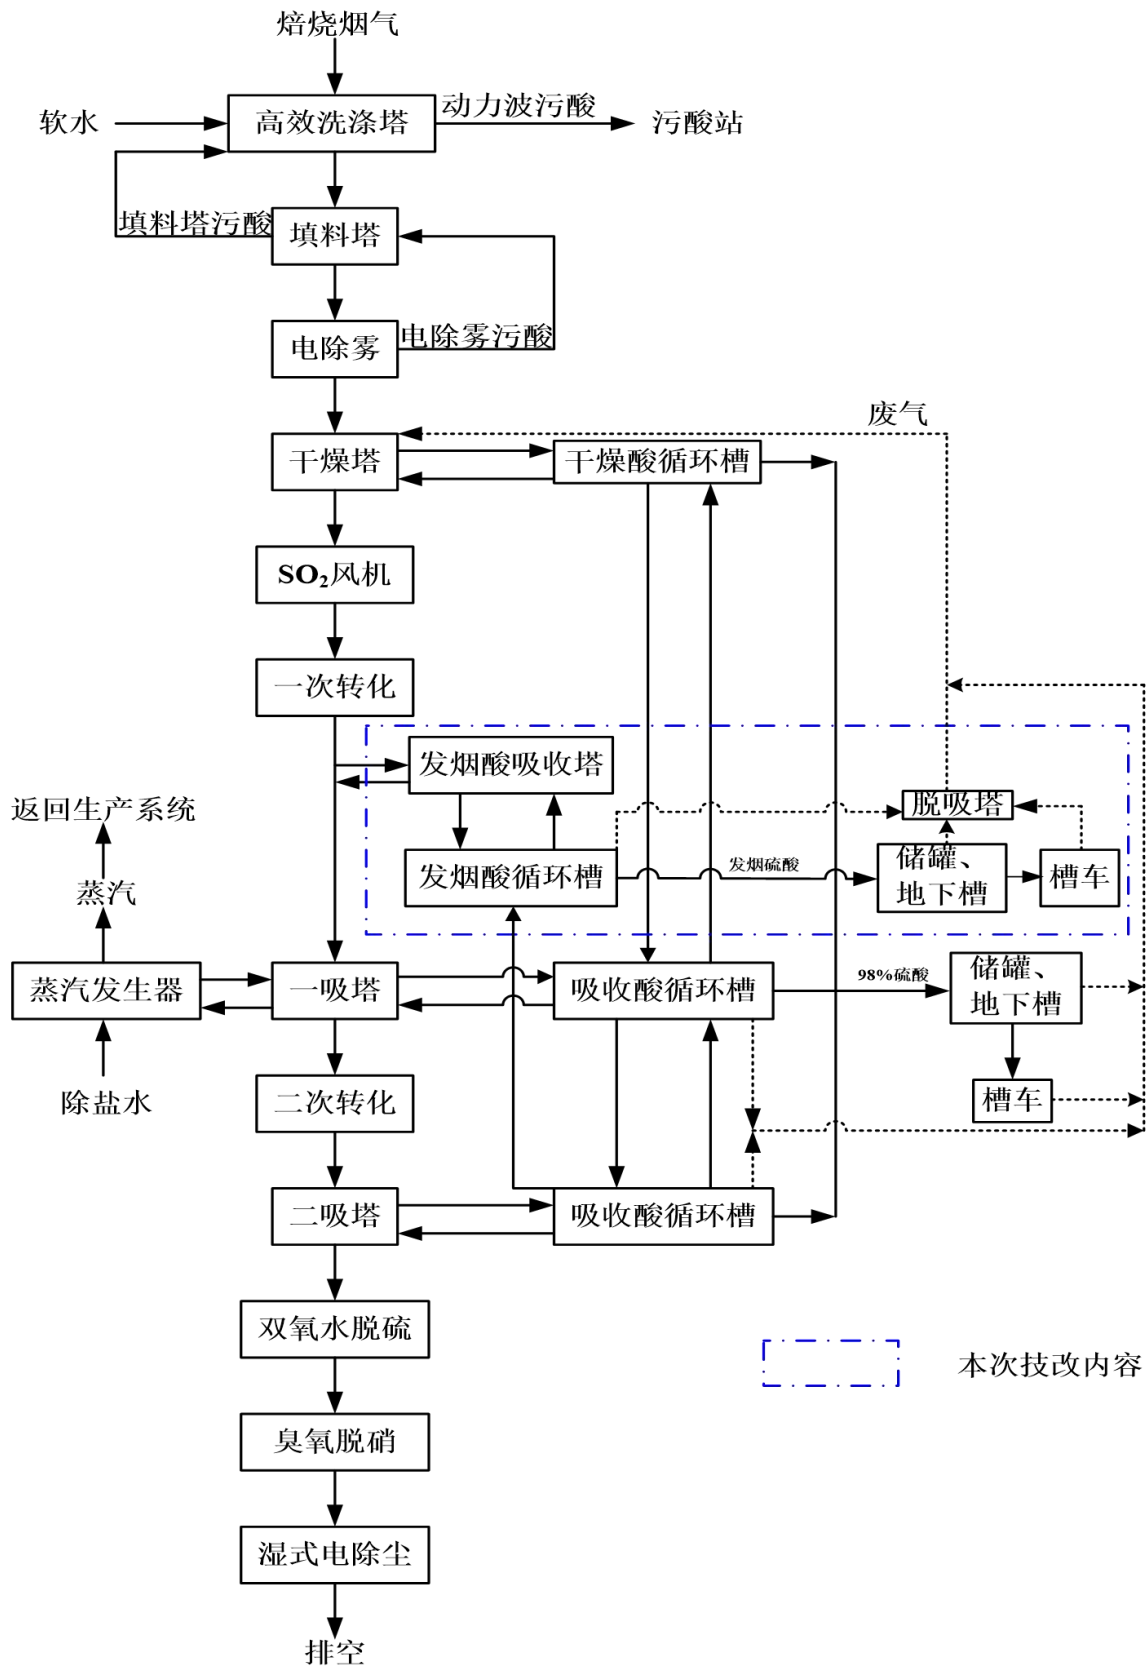 焙烧烟气
软水
高效洗涤塔
动力波污酸
污酸站
填料塔污酸
填料塔
电除雾
电除雾污酸
废气
干燥塔
干燥酸循环槽
SO₂风机
一次转化
发烟酸吸收塔
返回生产系统
脱吸塔
蒸汽
发烟酸循环槽
发烟硫酸
储罐、
地下槽
槽车
蒸汽发生器
一吸塔
吸收酸循环槽
98%硫酸
储罐、
地下槽
除盐水
二次转化
槽车
二吸塔
吸收酸循环槽
双氧水脱硫
本次技改内容
臭氧脱硝
湿式电除尘
排空